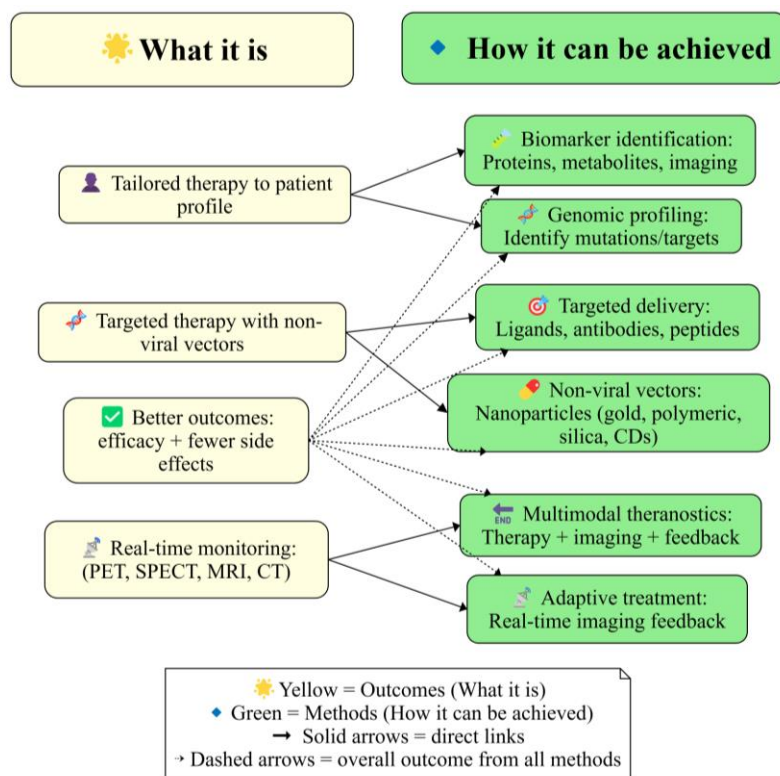 🌟 What it is
🔹 How it can be achieved
👤 Tailored therapy to patient
profile
🧬 Targeted therapy with non-
viral vectors
✅ Better outcomes:
efficacy + fewer side
effects
📡 Real-time monitoring:
(PET, SPECT, MRI, CT)
🧪 Biomarker identification:
Proteins, metabolites, imaging
🧬 Genomic profiling:
Identify mutations/targets
🎯 Targeted delivery:
Ligands, antibodies, peptides
💊 Non-viral vectors:
Nanoparticles (gold, polymeric,
silica, CDs)
🔚 Multimodal theranostics:
Therapy + imaging + feedback
📡 Adaptive treatment:
Real-time imaging feedback
🌟 Yellow = Outcomes (What it is)
🔹 Green = Methods (How it can be achieved)
→ Solid arrows = direct links
⇢ Dashed arrows = overall outcome from all methods